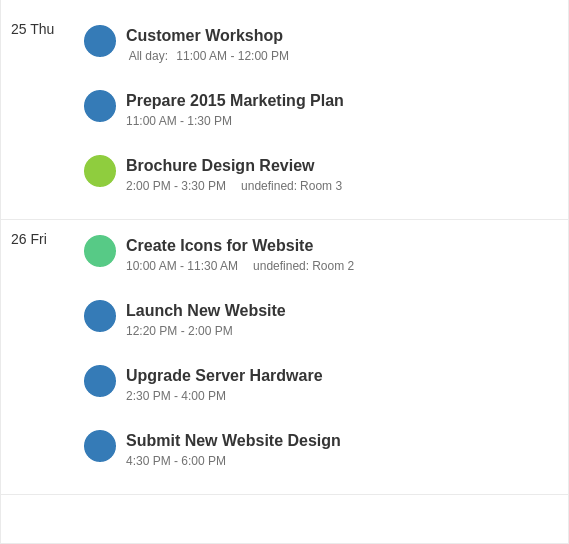 25 Thu
Customer Workshop
All day: 11:00 AM - 12:00 PM
Prepare 2015 Marketing Plan
11:00 AM - 1:30 PM
Brochure Design Review
2:00 PM - 3:30 PM undefined: Room 3
26 Fri
Create Icons for Website
10:00 AM - 11:30 AM undefined: Room 2
Launch New Website
12:20 PM - 2:00 PM
Upgrade Server Hardware
2:30 PM - 4:00 PM
Submit New Website Design
4:30 PM - 6:00 PM